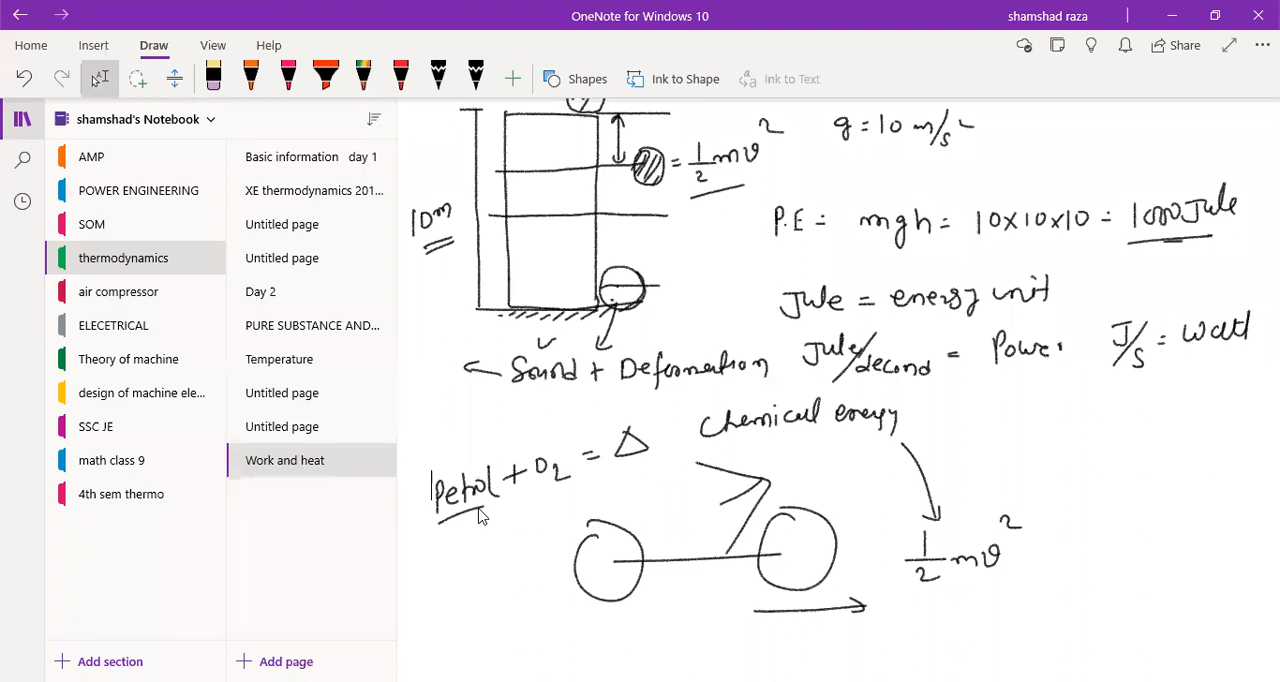 OneNote for Windows 10
shamshad raza
Home
Insert
Draw
View
Help
Share
Shapes
Ink to Shape
Ink to Text
shamshad's Notebook
AMP
POWER ENGINEERING
SOM
thermodynamics
air compressor
ELECETRICAL
Theory of machine
design of machine ele...
SSC JE
math class 9
4th sem thermo
Add section
Basic information day 1
XE thermodynamics 201...
Untitled page
Untitled page
Day 2
PURE SUBSTANCE AND...
Temperature
Untitled page
Untitled page
Work and heat
Add page
= 1/2 mv²
g = 10 m/s²
10m
P.E = mgh = 10×10×10 = 1000 Jule
Jule = energy unit
Jule/second = Power J/s = watt
Sound + Deformation
chemical energy
Petrol + O2 = Δ
1/2 mv²